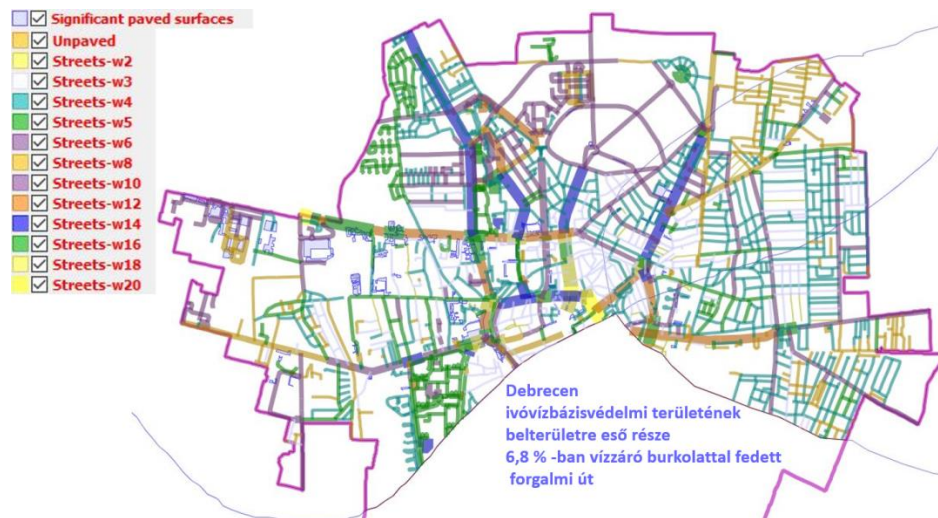 Significant paved surfaces
Unpaved
Streets-w2
Streets-w3
Streets-w4
Streets-w5
Streets-w6
Streets-w8
Streets-w10
Streets-w12
Streets-w14
Streets-w16
Streets-w18
Streets-w20
Debrecen
ivóvízbázisvédelmi területének
belterületre eső része
6,8 % -ban vízzáró burkolattal fedett
forgalmi út